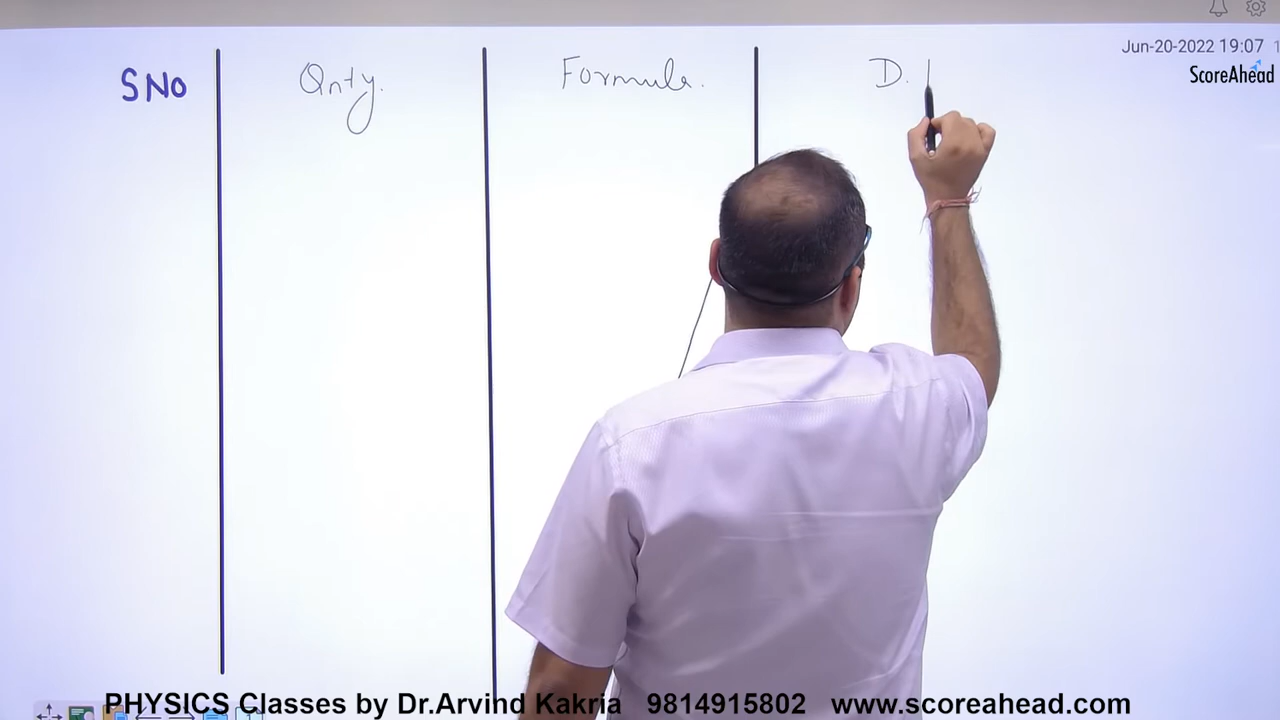 Jun-20-2022 19:07
ScoreAhead
SNo Qnty. Formula. D.
PHYSICS Classes by Dr.Arvind Kakria 9814915802 www.scoreahead.com